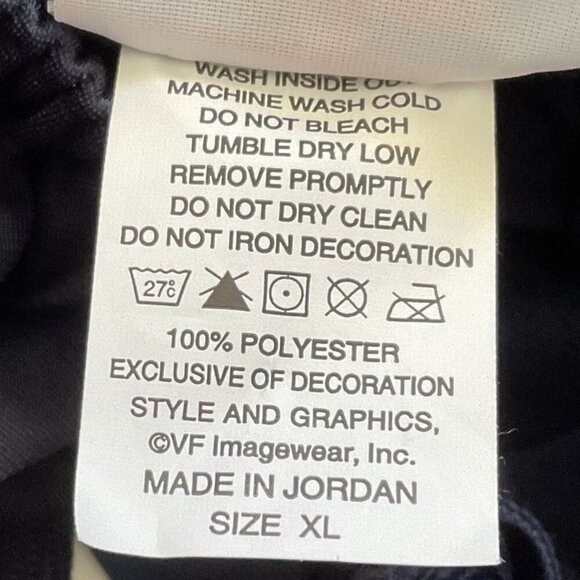 WASH INSIDE OUT
MACHINE WASH COLD
DO NOT BLEACH
TUMBLE DRY LOW
REMOVE PROMPTLY
DO NOT DRY CLEAN
DO NOT IRON DECORATION
27°C
100% POLYESTER
EXCLUSIVE OF DECORATION
STYLE AND GRAPHICS,
©VF Imagewear, Inc.
MADE IN JORDAN
SIZE XL